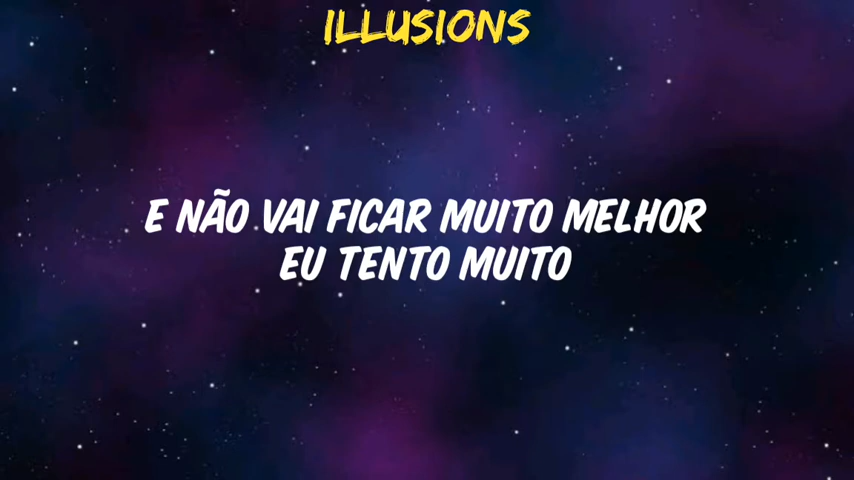 ILLUSIONS
E NÃO VAI FICAR MUITO MELHOR
EU TENTO MUITO